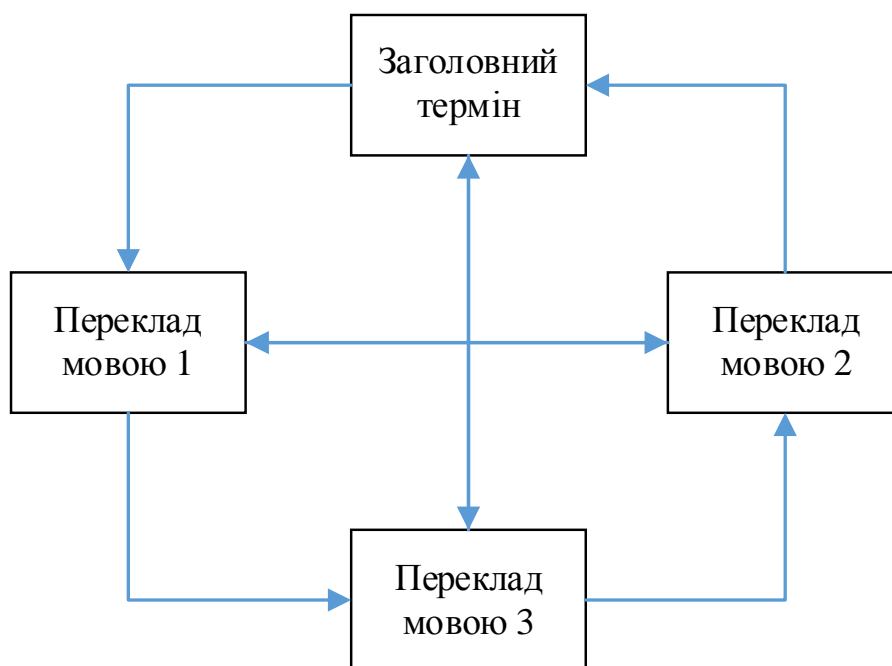 Заголовний
термін
Переклад
мовою 1
Переклад
мовою 2
Переклад
мовою 3